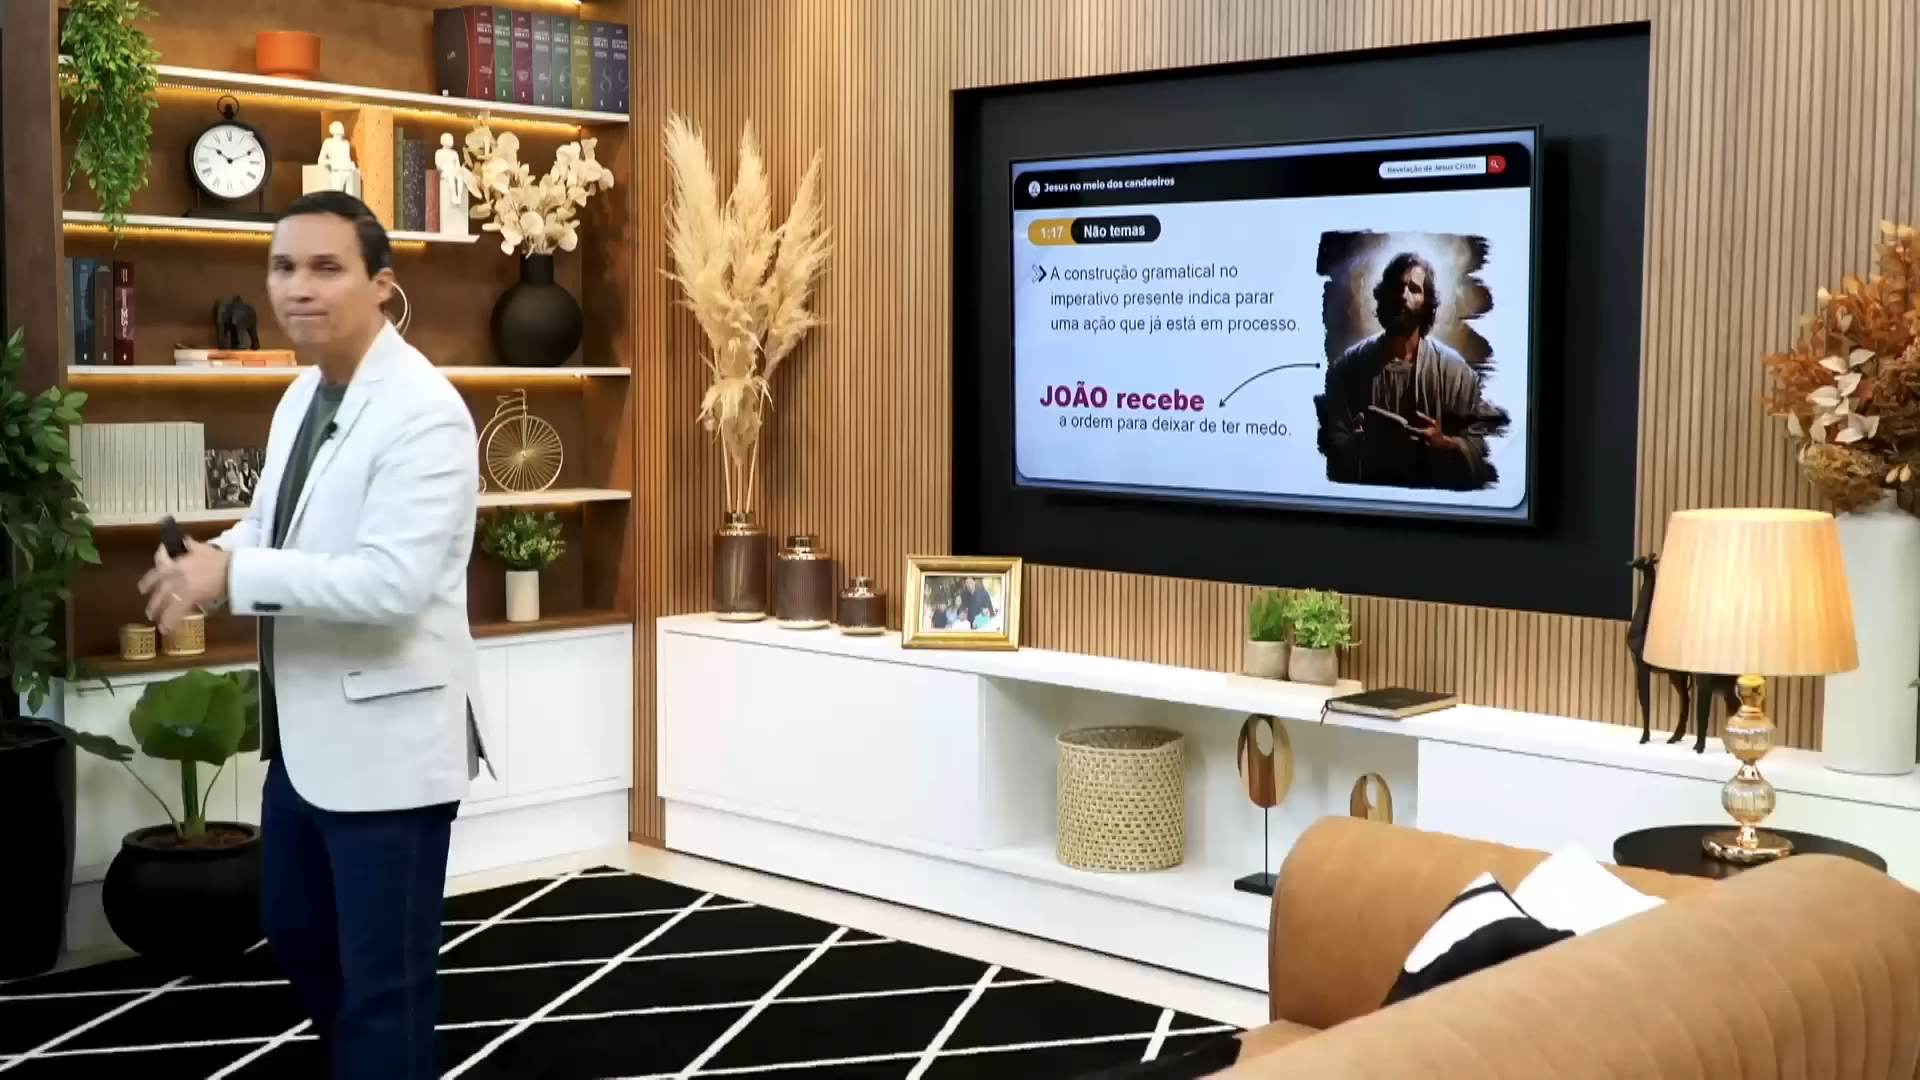 Jesus no meio dos candeeiros
Revelação de Jesus Cristo
1:17 Não temas
A construção gramatical no
imperativo presente indica parar
uma ação que já está em processo.
JOÃO recebe
a ordem para deixar de ter medo.